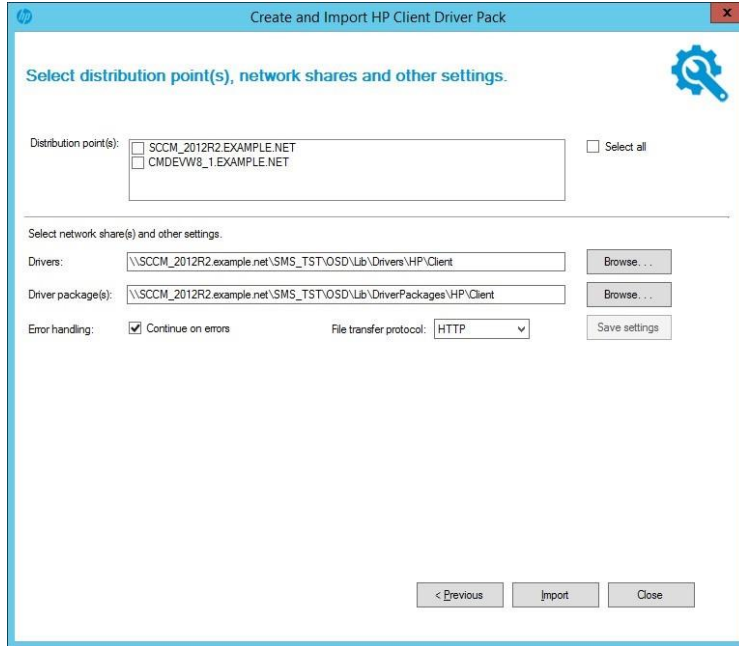 hp
Create and Import HP Client Driver Pack
x
Select distribution point(s), network shares and other settings.
Distribution point(s):
SCCM_2012R2.EXAMPLE.NET
CMDEVW8_1.EXAMPLE.NET
Select all
Select network share(s) and other settings.
Drivers: \\SCCM_2012R2.example.net\SMS_TST\OSD\Lib\Drivers\HP\Client Browse. . .
Driver package(s): \\SCCM_2012R2.example.net\SMS_TST\OSD\Lib\DriverPackages\HP\Client Browse. . .
Error handling: Continue on errors File transfer protocol: HTTP Save settings
< Previous Import Close